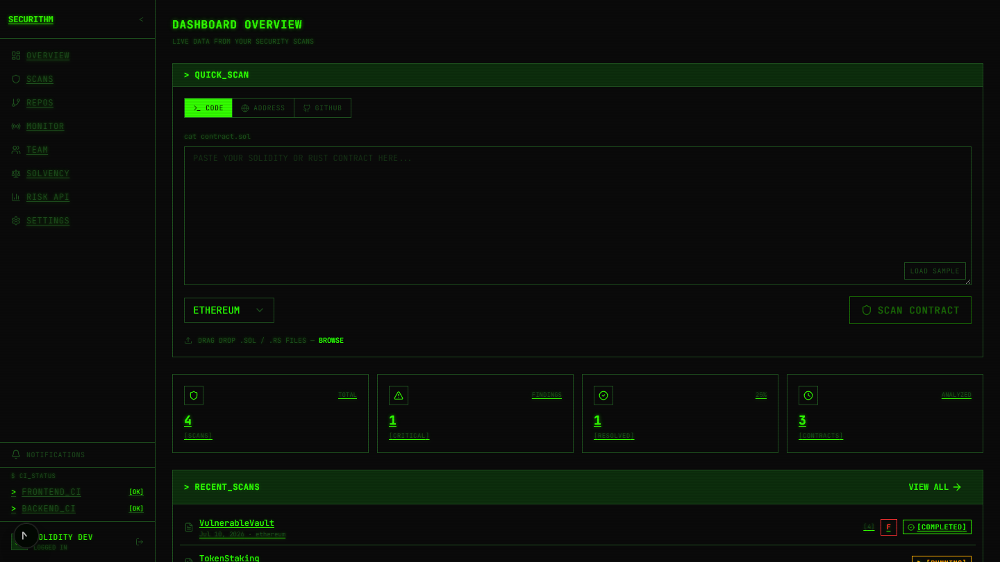 SECURITHM <
OVERVIEW
SCANS
REPOS
MONITOR
TEAM
SOLVENCY
RISK API
SETTINGS
NOTIFICATIONS
$ CI_STATUS
> FRONTEND_CI [OK]
> BACKEND_CI [OK]
OLIDITY DEV
LOGGED IN
DASHBOARD OVERVIEW
LIVE DATA FROM YOUR SECURITY SCANS
> QUICK_SCAN
CODE ADDRESS GITHUB
cat contract.sol
PASTE YOUR SOLIDITY OR RUST CONTRACT HERE...
LOAD SAMPLE
ETHEREUM
SCAN CONTRACT
DRAG DROP .SOL / .RS FILES — BROWSE
TOTAL
4
[SCANS]
FINDINGS
1
[CRITICAL]
25%
1
[RESOLVED]
ANALYZED
3
[CONTRACTS]
> RECENT_SCANS
VIEW ALL
VulnerableVault
Jul 10, 2026 · ethereum
[4] F [COMPLETED]
TokenStaking
[RUNNING]